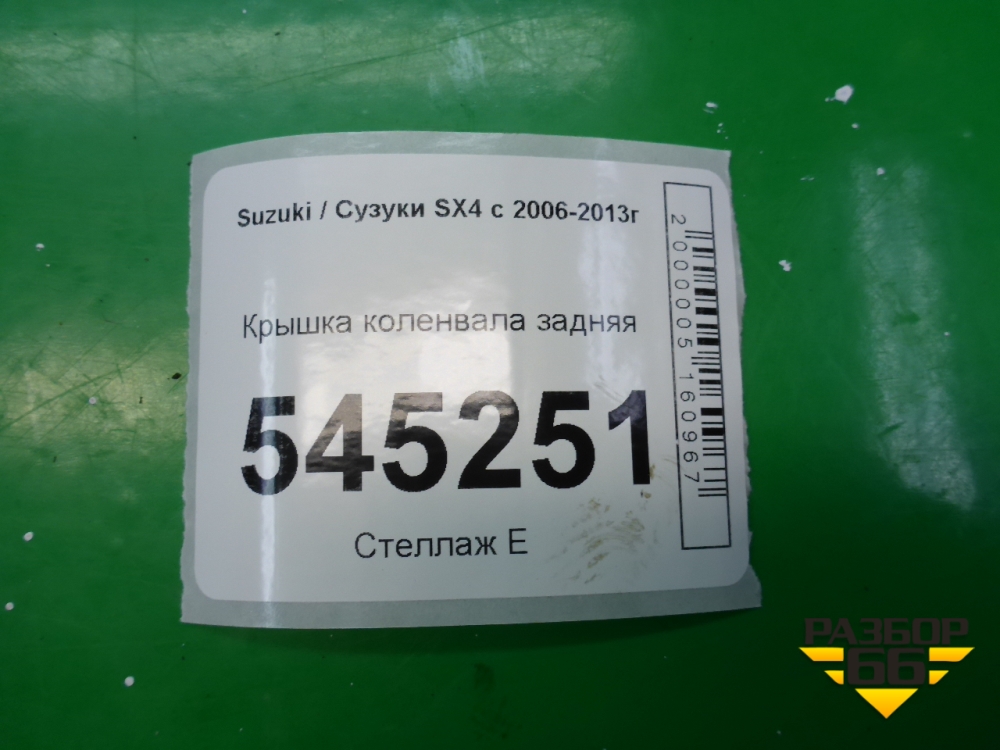 Suzuki / Сузуки SX4 с 2006-2013г
Крышка коленвала задняя
545251
Стеллаж E
2000005160967
РАЗБОР
66